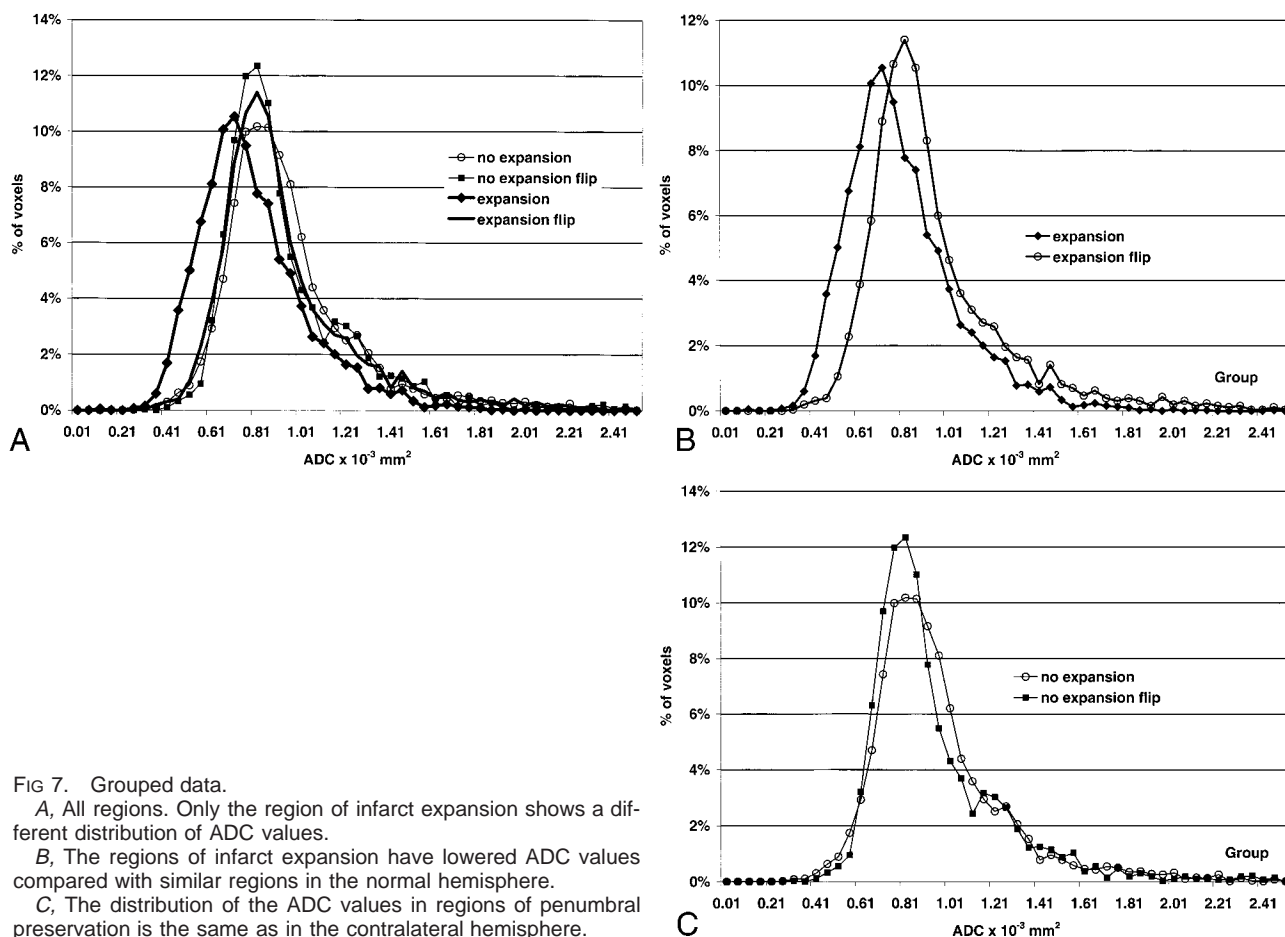 14%
12%
10%
8%
6%
4%
2%
0%
% of voxels
no expansion
no expansion flip
expansion
expansion flip
0.01 0.21 0.41 0.61 0.81 1.01 1.21 1.41 1.61 1.81 2.01 2.21 2.41
ADC x 10-3 mm2
A
12%
10%
8%
6%
4%
2%
0%
% of voxels
expansion
expansion flip
Group
0.01 0.21 0.41 0.61 0.81 1.01 1.21 1.41 1.61 1.81 2.01 2.21 2.41
ADC x 10-3 mm2
B
14%
12%
10%
8%
6%
4%
2%
0%
% of voxels
no expansion
no expansion flip
Group
0.01 0.21 0.41 0.61 0.81 1.01 1.21 1.41 1.61 1.81 2.01 2.21 2.41
ADC x 10-3 mm2
C
FIG 7. Grouped data.
A, All regions. Only the region of infarct expansion shows a dif-
ferent distribution of ADC values.
B, The regions of infarct expansion have lowered ADC values
compared with similar regions in the normal hemisphere.
C, The distribution of the ADC values in regions of penumbral
preservation is the same as in the contralateral hemisphere.